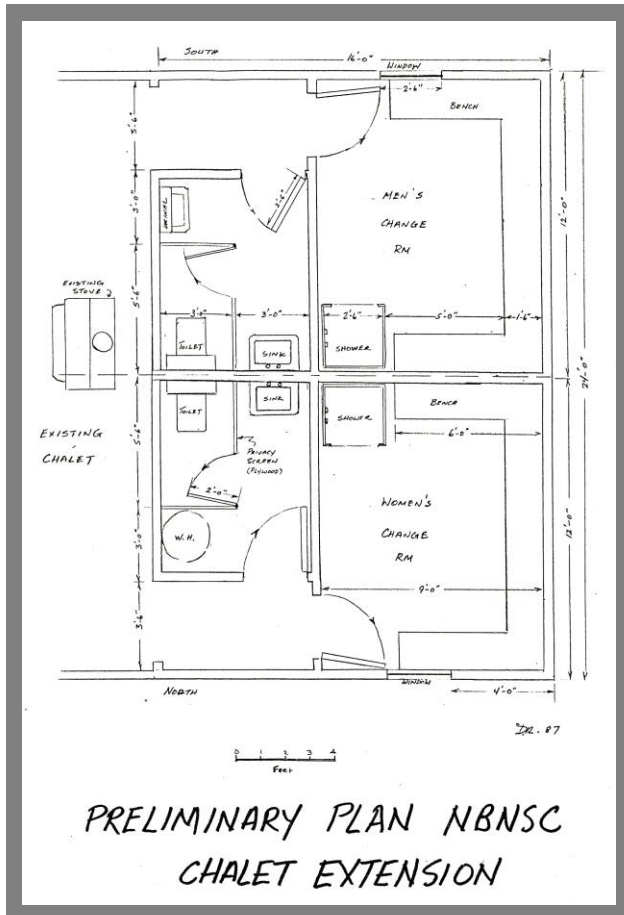 SOUTH
16'-0"
WINDOW
2'-6"
BENCH
3'-6"
2'-6"
3'-0"
URINAL
MEN'S
CHANGE
RM
12'-0"
EXISTING
STOVE
5'-6"
3'-0"
3'-0"
2'-6"
5'-0"
1'-6"
TOILET
SINK
SHOWER
24'-0"
TOILET
SINK
SHOWER
BENCH
6'-0"
EXISTING
CHALET
5'-6"
PRIVACY
SCREEN
(PLYWOOD)
2'-0"
WOMEN'S
CHANGE
RM
12'-0"
3'-0"
W.H.
9'-0"
3'-6"
WINDOW
NORTH
4'-0"
D.R. 87
0 1 2 3 4
FEET
PRELIMINARY PLAN NBNSC
CHALET EXTENSION